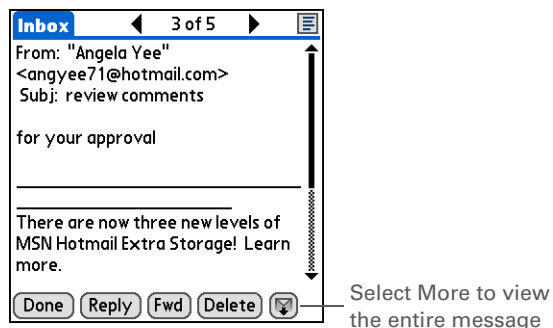 Inbox 3 of 5
From: "Angela Yee"
<angyee71@hotmail.com>
Subj: review comments
for your approval
There are now three new levels of
MSN Hotmail Extra Storage! Learn
more.
Done Reply Fwd Delete
Select More to view
the entire message